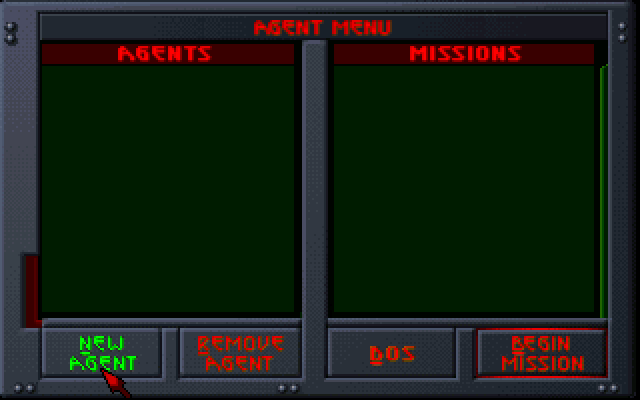 AGENT MENU
AGENTS
MISSIONS
NEW
AGENT
REMOVE
AGENT
DOS
BEGIN
MISSION